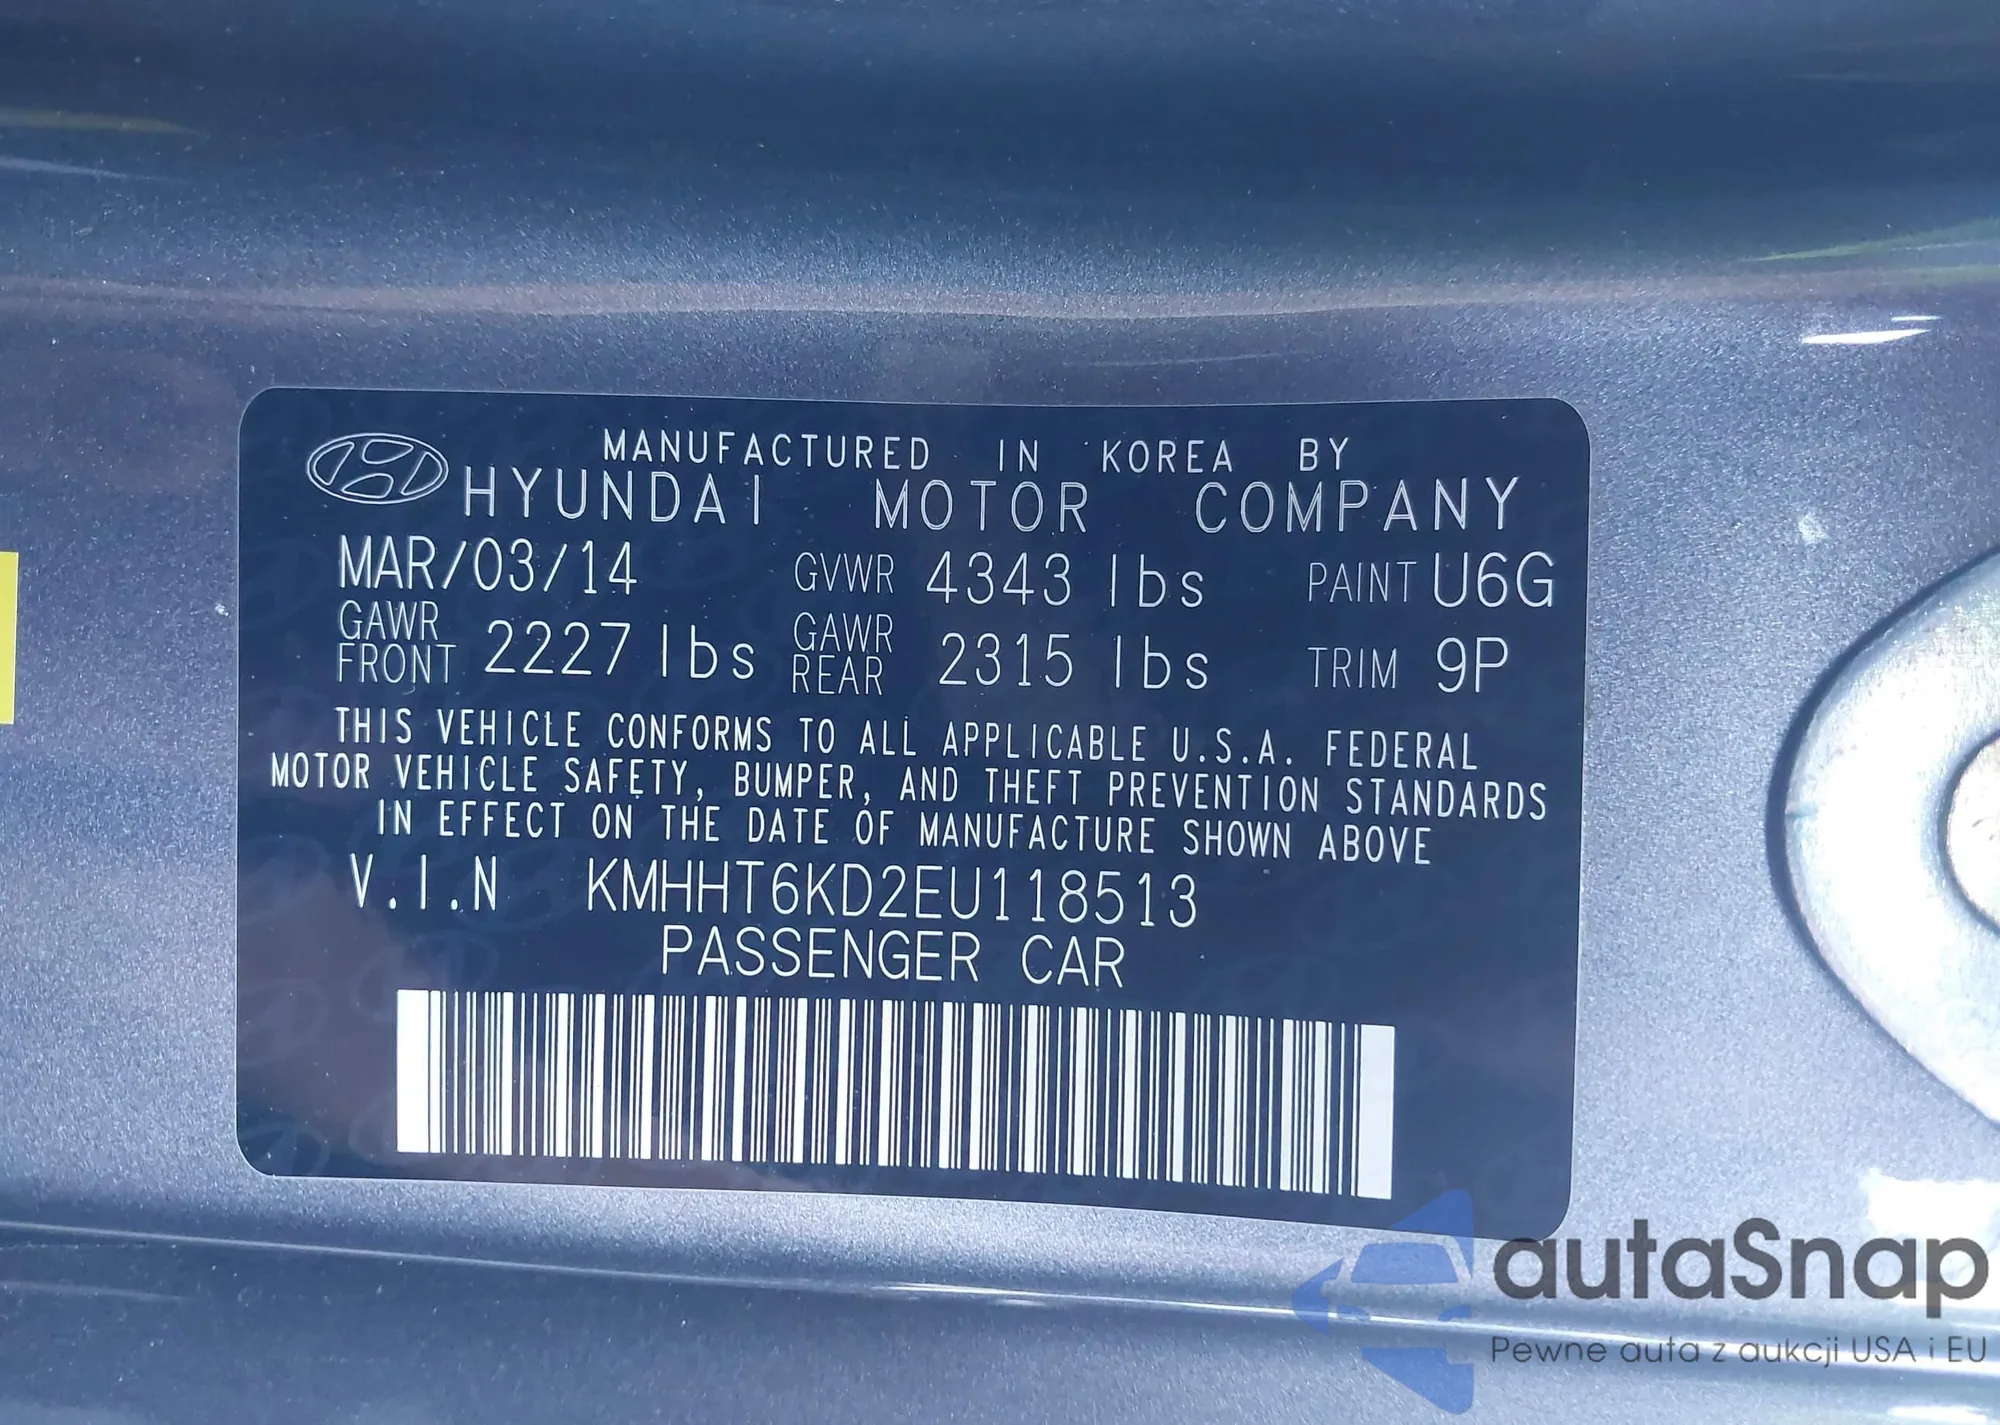 MANUFACTURED IN KOREA BY
HYUNDAI MOTOR COMPANY
MAR/03/14 GVWR 4343 lbs PAINT U6G
GAWR FRONT 2227 lbs GAWR REAR 2315 lbs TRIM 9P
THIS VEHICLE CONFORMS TO ALL APPLICABLE U.S.A. FEDERAL
MOTOR VEHICLE SAFETY, BUMPER, AND THEFT PREVENTION STANDARDS
IN EFFECT ON THE DATE OF MANUFACTURE SHOWN ABOVE
V.I.N KMHHT6KD2EU118513
PASSENGER CAR
autaSnap
Pewne auta z aukcji USA i EU